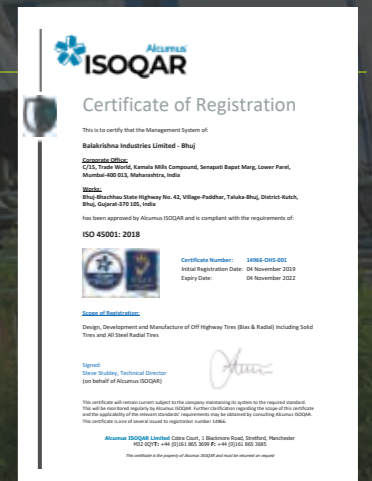 Alcumus
ISOQAR
Certificate of Registration
This is to certify that the Management System of:
Balakrishna Industries Limited - Bhuj
Corporate Office:
C/15, Trade World, Kamala Mills Compound, Senapati Bapat Marg, Lower Parel,
Mumbai-400 013, Maharashtra, India
Works:
Bhuj-Bhachhau State Highway No. 42, Village-Paddhar, Taluka-Bhuj, District-Kutch,
Bhuj, Gujarat-370 105, India
has been approved by Alcumus ISOQAR and is compliant with the requirements of:
ISO 45001: 2018
Certificate Number: 14966-OHS-001
Initial Registration Date: 04 November 2019
Expiry Date: 04 November 2022
Scope of Registration:
Design, Development and Manufacture of Off Highway Tires (Bias & Radial) Including Solid
Tires and All Steel Radial Tires
Signed:
Steve Stubley, Technical Director
(on behalf of Alcumus ISOQAR)
This certificate will remain current subject to the company maintaining its system to the required standard.
This will be monitored regularly by Alcumus ISOQAR. Further clarification regarding the scope of this certificate
and the applicability of the relevant standards' requirements may be obtained by consulting Alcumus ISOQAR.
This certificate is one of several issued to registration number 14966.
Alcumus ISOQAR Limited Cobra Court, 1 Blackmore Road, Stretford, Manchester
M32 0QY T: +44 (0)161 865 3699 F: +44 (0)161 865 3685
This certificate is the property of Alcumus ISOQAR and must be returned on request